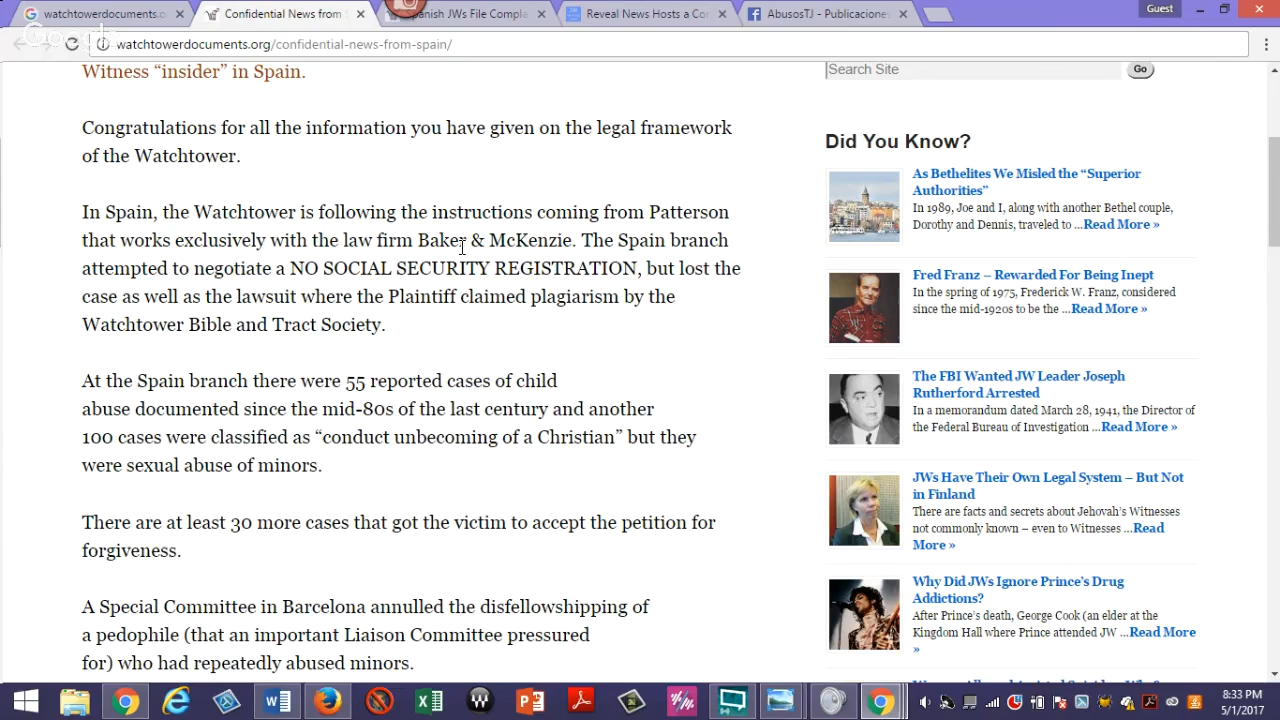 watchtowerdocuments.o
Confidential News from S
Spanish JWs File Comple
Reveal News Hosts a Co
AbusosTJ - Publicaciones
Guest
watchtowerdocuments.org/confidential-news-from-spain/
Witness “insider” in Spain.
Congratulations for all the information you have given on the legal framework
of the Watchtower.
In Spain, the Watchtower is following the instructions coming from Patterson
that works exclusively with the law firm Baker & McKenzie. The Spain branch
attempted to negotiate a NO SOCIAL SECURITY REGISTRATION, but lost the
case as well as the lawsuit where the Plaintiff claimed plagiarism by the
Watchtower Bible and Tract Society.
At the Spain branch there were 55 reported cases of child
abuse documented since the mid-80s of the last century and another
100 cases were classified as “conduct unbecoming of a Christian” but they
were sexual abuse of minors.
There are at least 30 more cases that got the victim to accept the petition for
forgiveness.
A Special Committee in Barcelona annulled the disfellowshipping of
a pedophile (that an important Liaison Committee pressured
for) who had repeatedly abused minors.
Search Site
Go
Did You Know?
As Bethelites We Misled the “Superior
Authorities”
In 1989, Joe and I, along with another Bethel couple,
Dorothy and Dennis, traveled to ...Read More »
Fred Franz – Rewarded For Being Inept
In the spring of 1975, Frederick W. Franz, considered
since the mid-1920s to be the ...Read More »
The FBI Wanted JW Leader Joseph
Rutherford Arrested
In a memorandum dated March 28, 1941, the Director of
the Federal Bureau of Investigation ...Read More »
JWs Have Their Own Legal System – But Not
in Finland
There are facts and secrets about Jehovah’s Witnesses
not commonly known – even to Witnesses ...Read
More »
Why Did JWs Ignore Prince’s Drug
Addictions?
After Prince’s death, George Cook (an elder at the
Kingdom Hall where Prince attended JW ...Read More
»
8:33 PM
5/1/2017